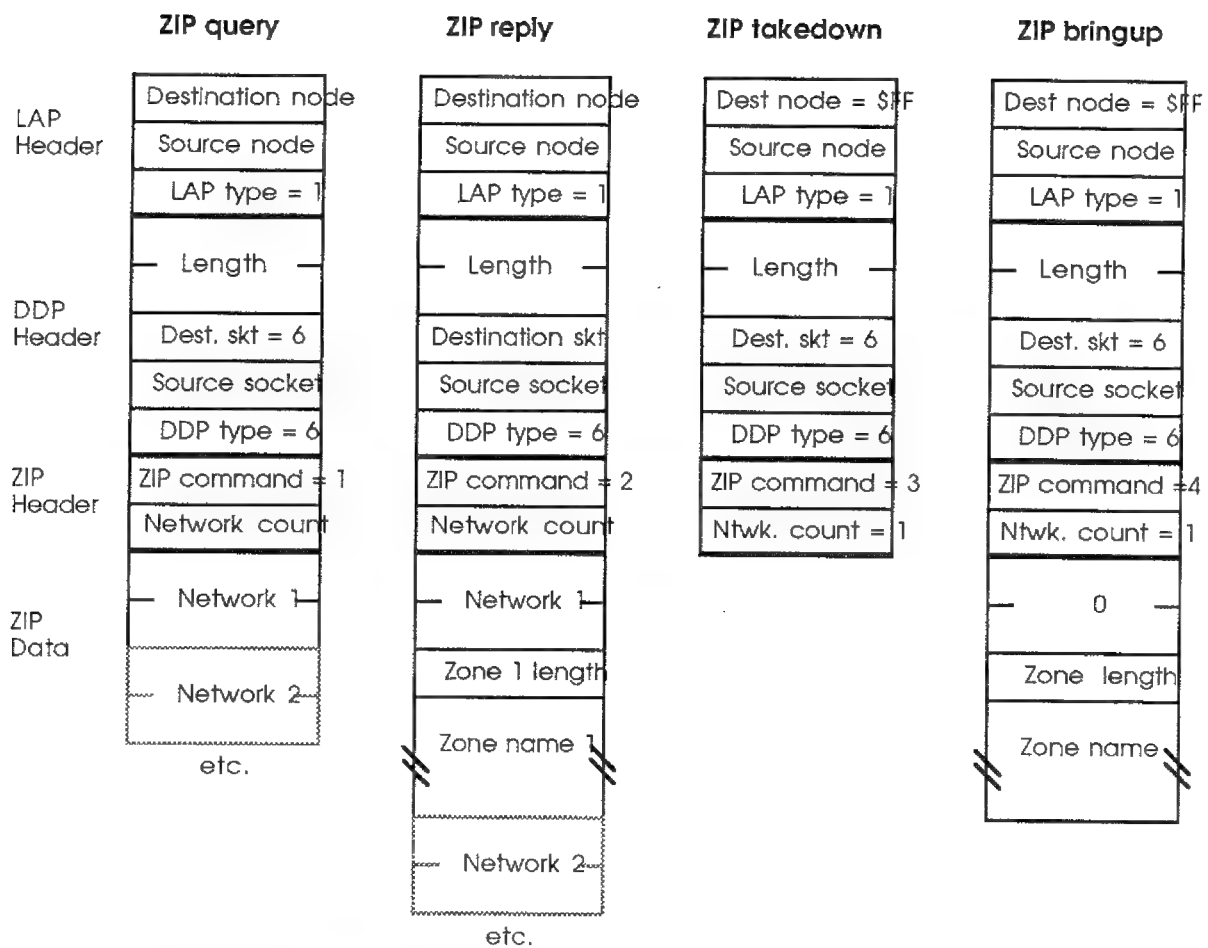 ZIP query
ZIP reply
ZIP takedown
ZIP bringup
LAP
Header
DDP
Header
ZIP
Header
ZIP
Data
Destination node
Source node
LAP type = 1
Length
Dest. skt = 6
Source socket
DDP type = 6
ZIP command = 1
Network count
Network 1
Network 2
etc.
Destination node
Source node
LAP type = 1
Length
Destination skt
Source socket
DDP type = 6
ZIP command = 2
Network count
Network 1
Zone 1 length
Zone name 1
Network 2
etc.
Dest node = $FF
Source node
LAP type = 1
Length
Dest. skt = 6
Source socket
DDP type = 6
ZIP command = 3
Ntwk. count = 1
Dest node = $FF
Source node
LAP type = 1
Length
Dest. skt = 6
Source socket
DDP type = 6
ZIP command =4
Ntwk. count = 1
0
Zone length
Zone name